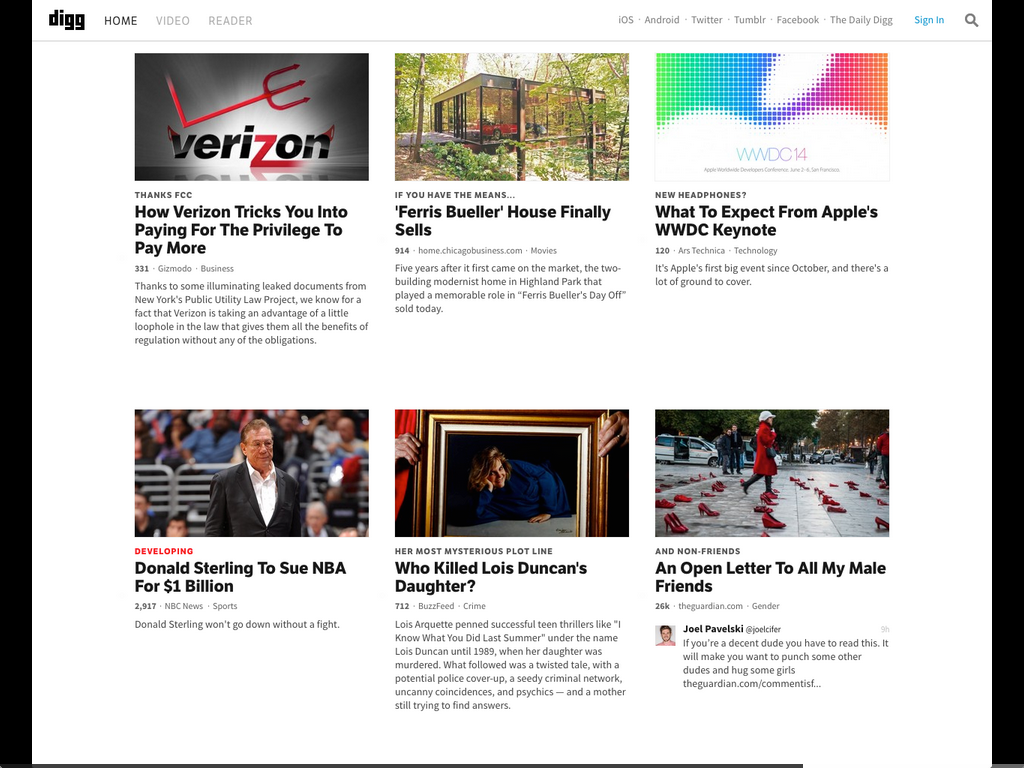 digg HOME VIDEO READER iOS · Android · Twitter · Tumblr · Facebook · The Daily Digg Sign In
verizon
THANKS FCC
How Verizon Tricks You Into
Paying For The Privilege To
Pay More
331 · Gizmodo · Business
Thanks to some illuminating leaked documents from
New York's Public Utility Law Project, we know for a
fact that Verizon is taking an advantage of a little
loophole in the law that gives them all the benefits of
regulation without any of the obligations.
IF YOU HAVE THE MEANS...
'Ferris Bueller' House Finally
Sells
914 · home.chicagobusiness.com · Movies
Five years after it first came on the market, the two-
building modernist home in Highland Park that
played a memorable role in “Ferris Bueller's Day Off”
sold today.
WWDC14
Apple Worldwide Developers Conference. June 2-6, San Francisco.
NEW HEADPHONES?
What To Expect From Apple's
WWDC Keynote
120 · Ars Technica · Technology
It's Apple's first big event since October, and there's a
lot of ground to cover.
DEVELOPING
Donald Sterling To Sue NBA
For $1 Billion
2,917 · NBC News · Sports
Donald Sterling won't go down without a fight.
HER MOST MYSTERIOUS PLOT LINE
Who Killed Lois Duncan's
Daughter?
712 · BuzzFeed · Crime
Lois Arquette penned successful teen thrillers like "I
Know What You Did Last Summer" under the name
Lois Duncan until 1989, when her daughter was
murdered. What followed was a twisted tale, with a
potential police cover-up, a seedy criminal network,
uncanny coincidences, and psychics — and a mother
still trying to find answers.
AND NON-FRIENDS
An Open Letter To All My Male
Friends
26k · theguardian.com · Gender
Joel Pavelski @joelcifer 9h
If you're a decent dude you have to read this. It
will make you want to punch some other
dudes and hug some girls
theguardian.com/commentisf...